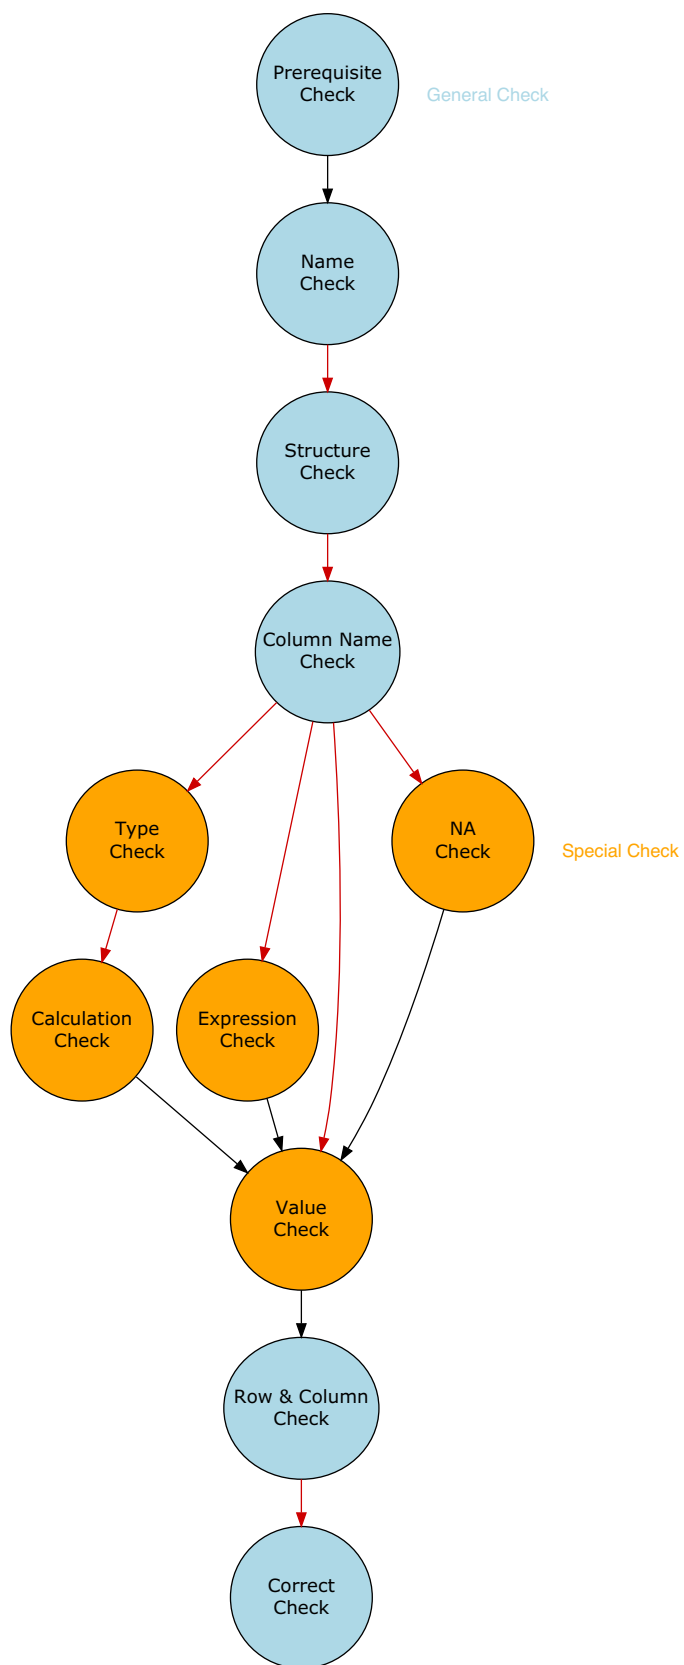 Prerequisite
Check
General Check
Name
Check
Structure
Check
Column Name
Check
Type
Check
NA
Check
Special Check
Calculation
Check
Expression
Check
Value
Check
Row & Column
Check
Correct
Check